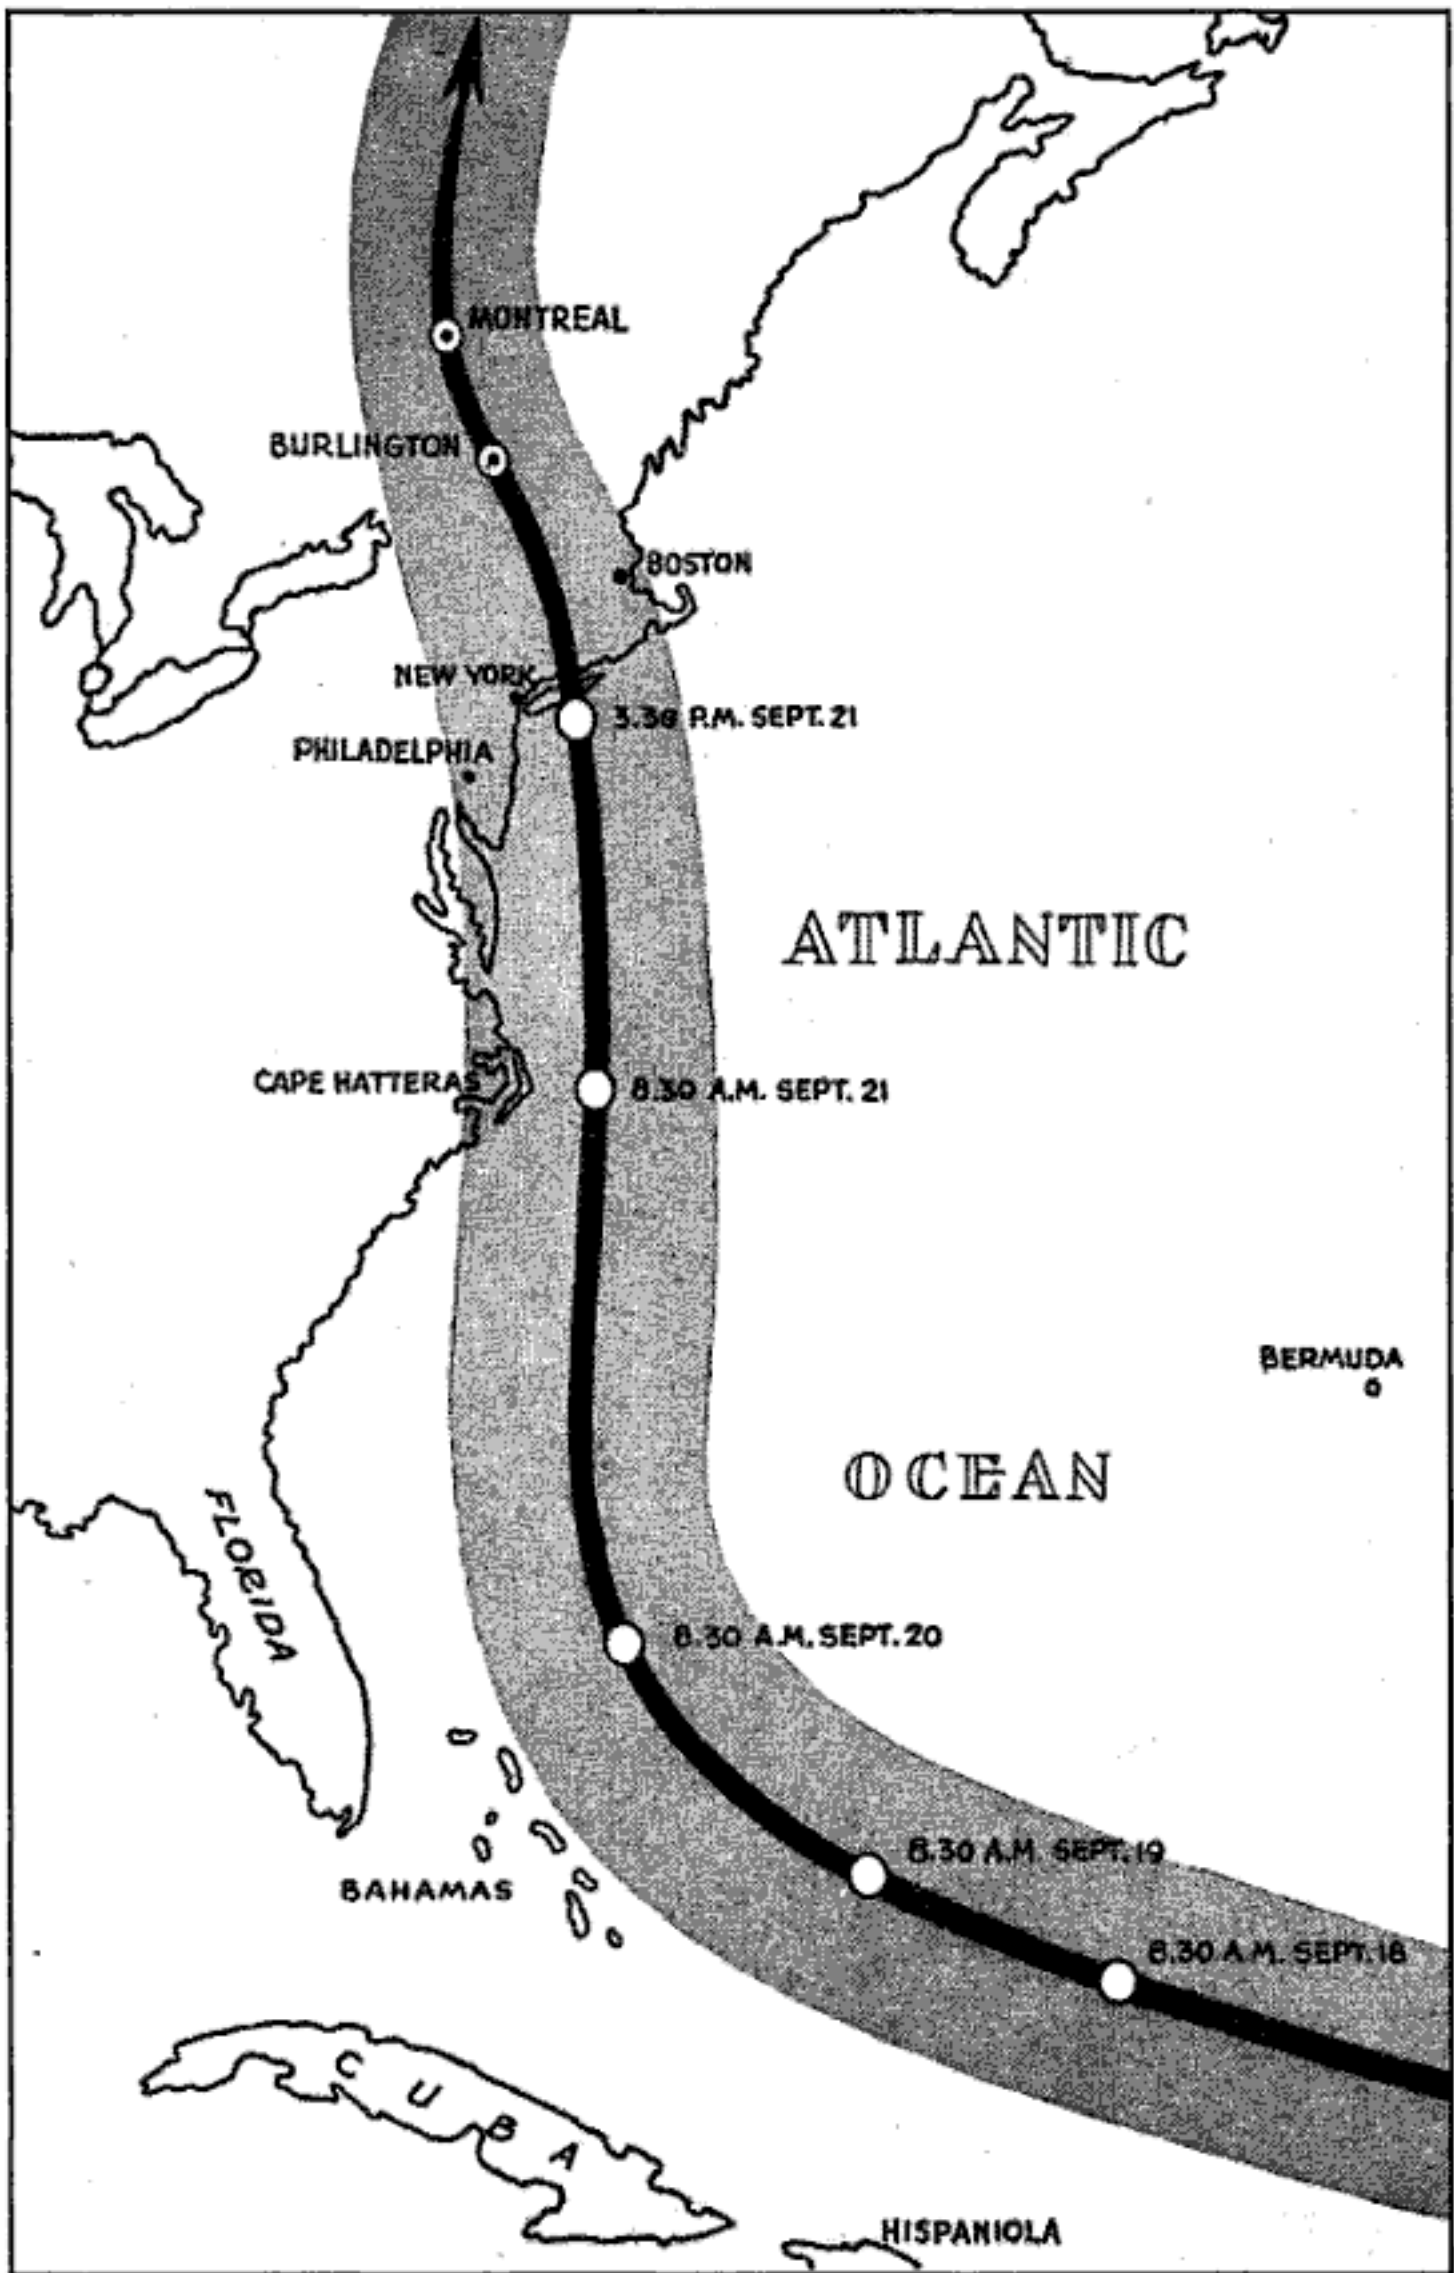 MONTREAL
BURLINGTON
BOSTON
NEW YORK
3.30 P.M. SEPT. 21
PHILADELPHIA
ATLANTIC
CAPE HATTERAS
8.30 A.M. SEPT. 21
BERMUDA
OCEAN
FLORIDA
8.30 A.M. SEPT. 20
8.30 A.M. SEPT. 19
BAHAMAS
8.30 A.M. SEPT. 18
CUBA
HISPANIOLA